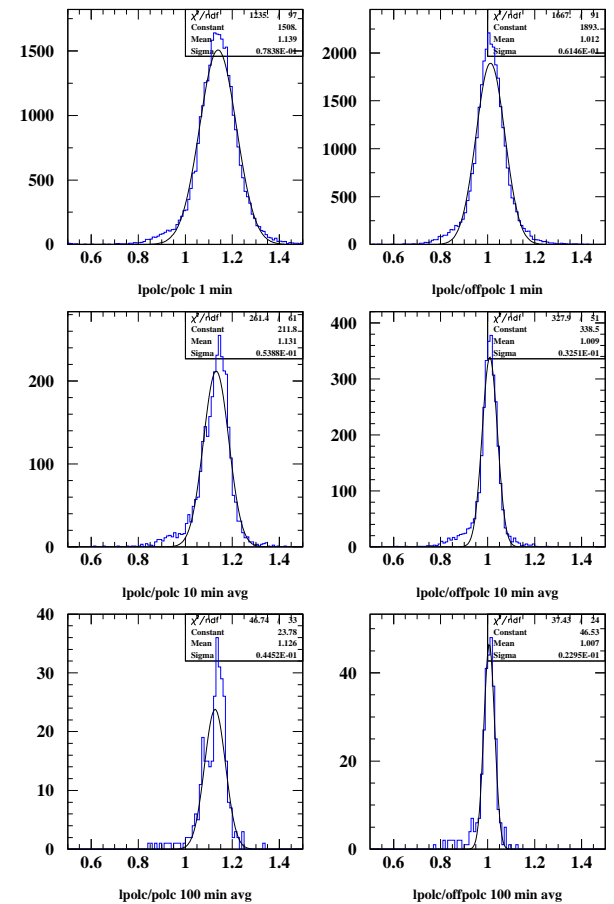 χ²/ndf 1235. / 97
Constant 1508.
Mean 1.139
Sigma 0.7838E-01
1500
1000
500
0
0.6 0.8 1 1.2 1.4
lpolc/polc 1 min
χ²/ndf 1667. / 91
Constant 1893.
Mean 1.012
Sigma 0.6146E-01
2000
1500
1000
500
0
0.6 0.8 1 1.2 1.4
lpolc/offpolc 1 min
χ²/ndf 261.4 / 61
Constant 211.8
Mean 1.131
Sigma 0.5388E-01
200
100
0
0.6 0.8 1 1.2 1.4
lpolc/polc 10 min avg
χ²/ndf 327.9 / 51
Constant 338.5
Mean 1.009
Sigma 0.3251E-01
400
300
200
100
0
0.6 0.8 1 1.2 1.4
lpolc/offpolc 10 min avg
χ²/ndf 46.74 / 33
Constant 23.78
Mean 1.126
Sigma 0.4452E-01
40
30
20
10
0
0.6 0.8 1 1.2 1.4
lpolc/polc 100 min avg
χ²/ndf 37.43 / 24
Constant 46.53
Mean 1.007
Sigma 0.2295E-01
40
20
0
0.6 0.8 1 1.2 1.4
lpolc/offpolc 100 min avg